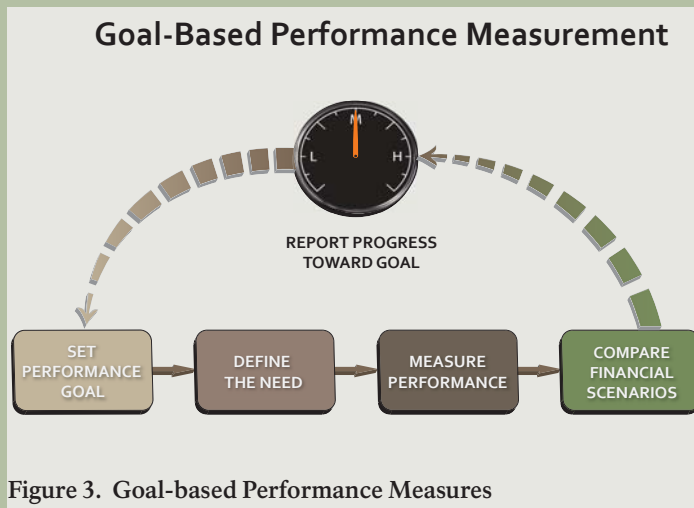 Goal-Based Performance Measurement
M
L
H
REPORT PROGRESS
TOWARD GOAL
SET
PERFORMANCE
GOAL
DEFINE
THE NEED
MEASURE
PERFORMANCE
COMPARE
FINANCIAL
SCENARIOS
Figure 3. Goal-based Performance Measures